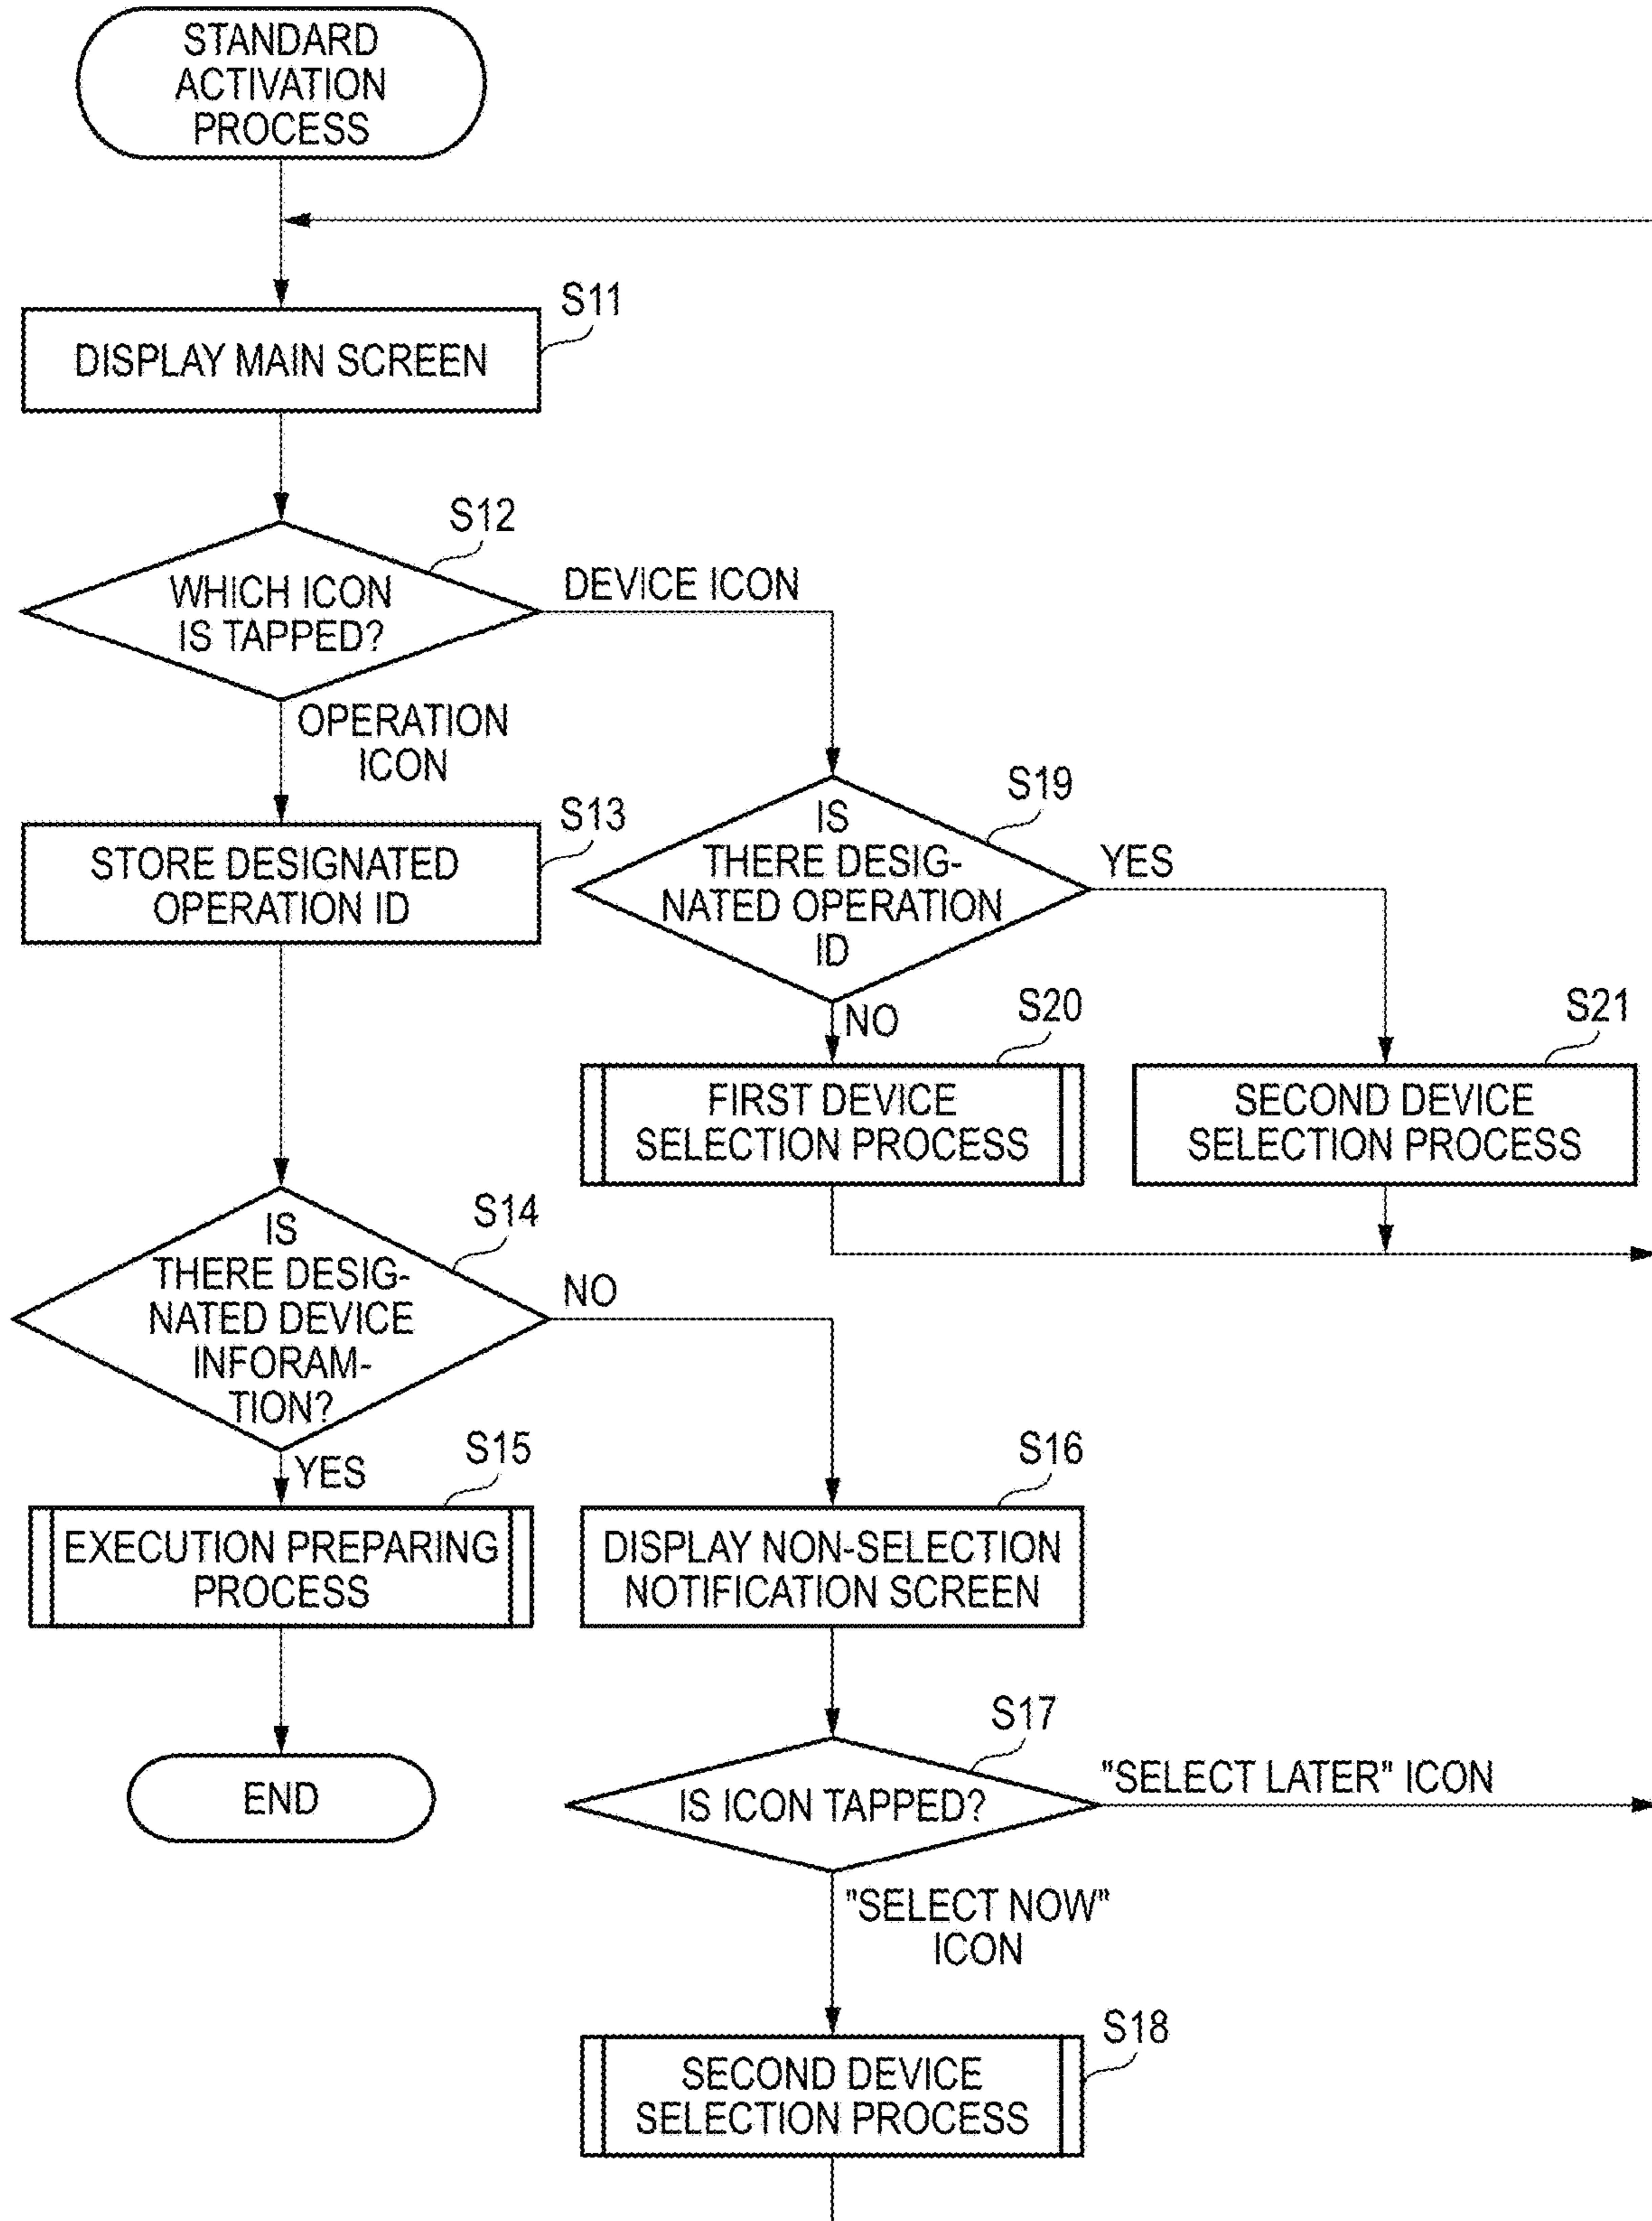 STANDARD
ACTIVATION
PROCESS
S11
DISPLAY MAIN SCREEN
S12
WHICH ICON
IS TAPPED?
DEVICE ICON
OPERATION
ICON
S13
STORE DESIGNATED
OPERATION ID
S19
IS
THERE DESIG-
NATED OPERATION
ID
YES
NO
S20
FIRST DEVICE
SELECTION PROCESS
S21
SECOND DEVICE
SELECTION PROCESS
S14
IS
THERE DESIG-
NATED DEVICE
INFORAM-
TION?
NO
YES
S15
EXECUTION PREPARING
PROCESS
END
S16
DISPLAY NON-SELECTION
NOTIFICATION SCREEN
S17
IS ICON TAPPED?
"SELECT LATER" ICON
"SELECT NOW"
ICON
S18
SECOND DEVICE
SELECTION PROCESS